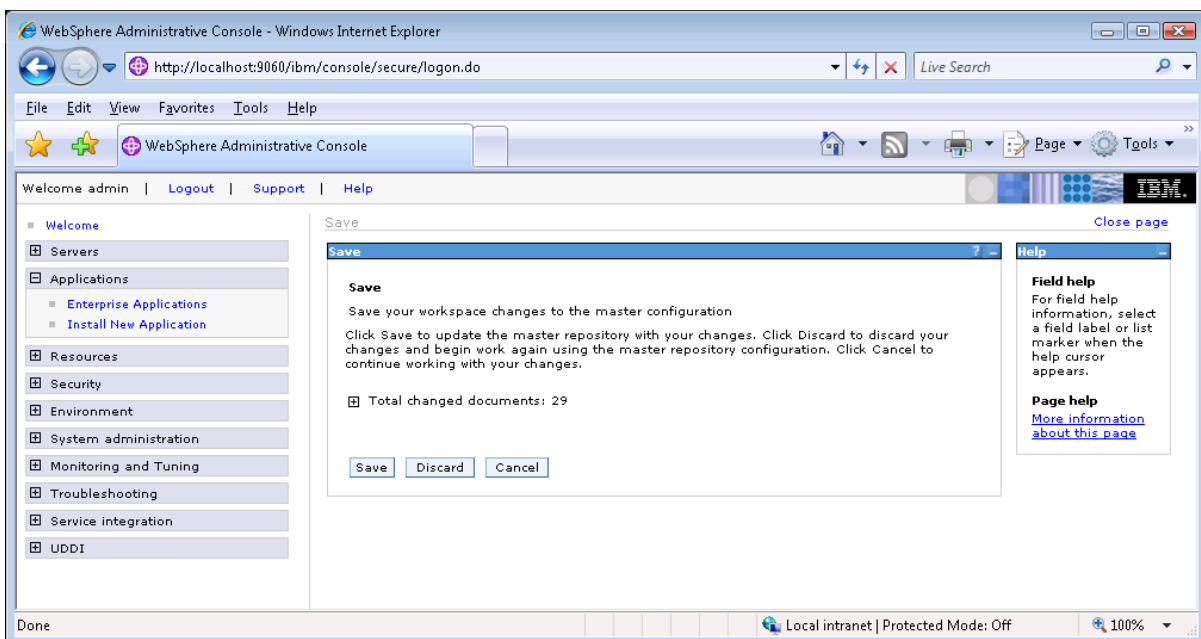 WebSphere Administrative Console - Windows Internet Explorer
http://localhost:9060/ibm/console/secure/logon.do
Live Search
File Edit View Favorites Tools Help
WebSphere Administrative Console
Page
Tools
»
Welcome admin | Logout | Support | Help
IBM.
Welcome
Servers
Applications
Enterprise Applications
Install New Application
Resources
Security
Environment
System administration
Monitoring and Tuning
Troubleshooting
Service integration
UDDI
Save
Close page
Save
? –
Save
Save your workspace changes to the master configuration
Click Save to update the master repository with your changes. Click Discard to discard your
changes and begin work again using the master repository configuration. Click Cancel to
continue working with your changes.
Total changed documents: 29
Save Discard Cancel
Help
–
Field help
For field help
information, select
a field label or list
marker when the
help cursor
appears.
Page help
More information
about this page
Done
Local intranet | Protected Mode: Off
100%